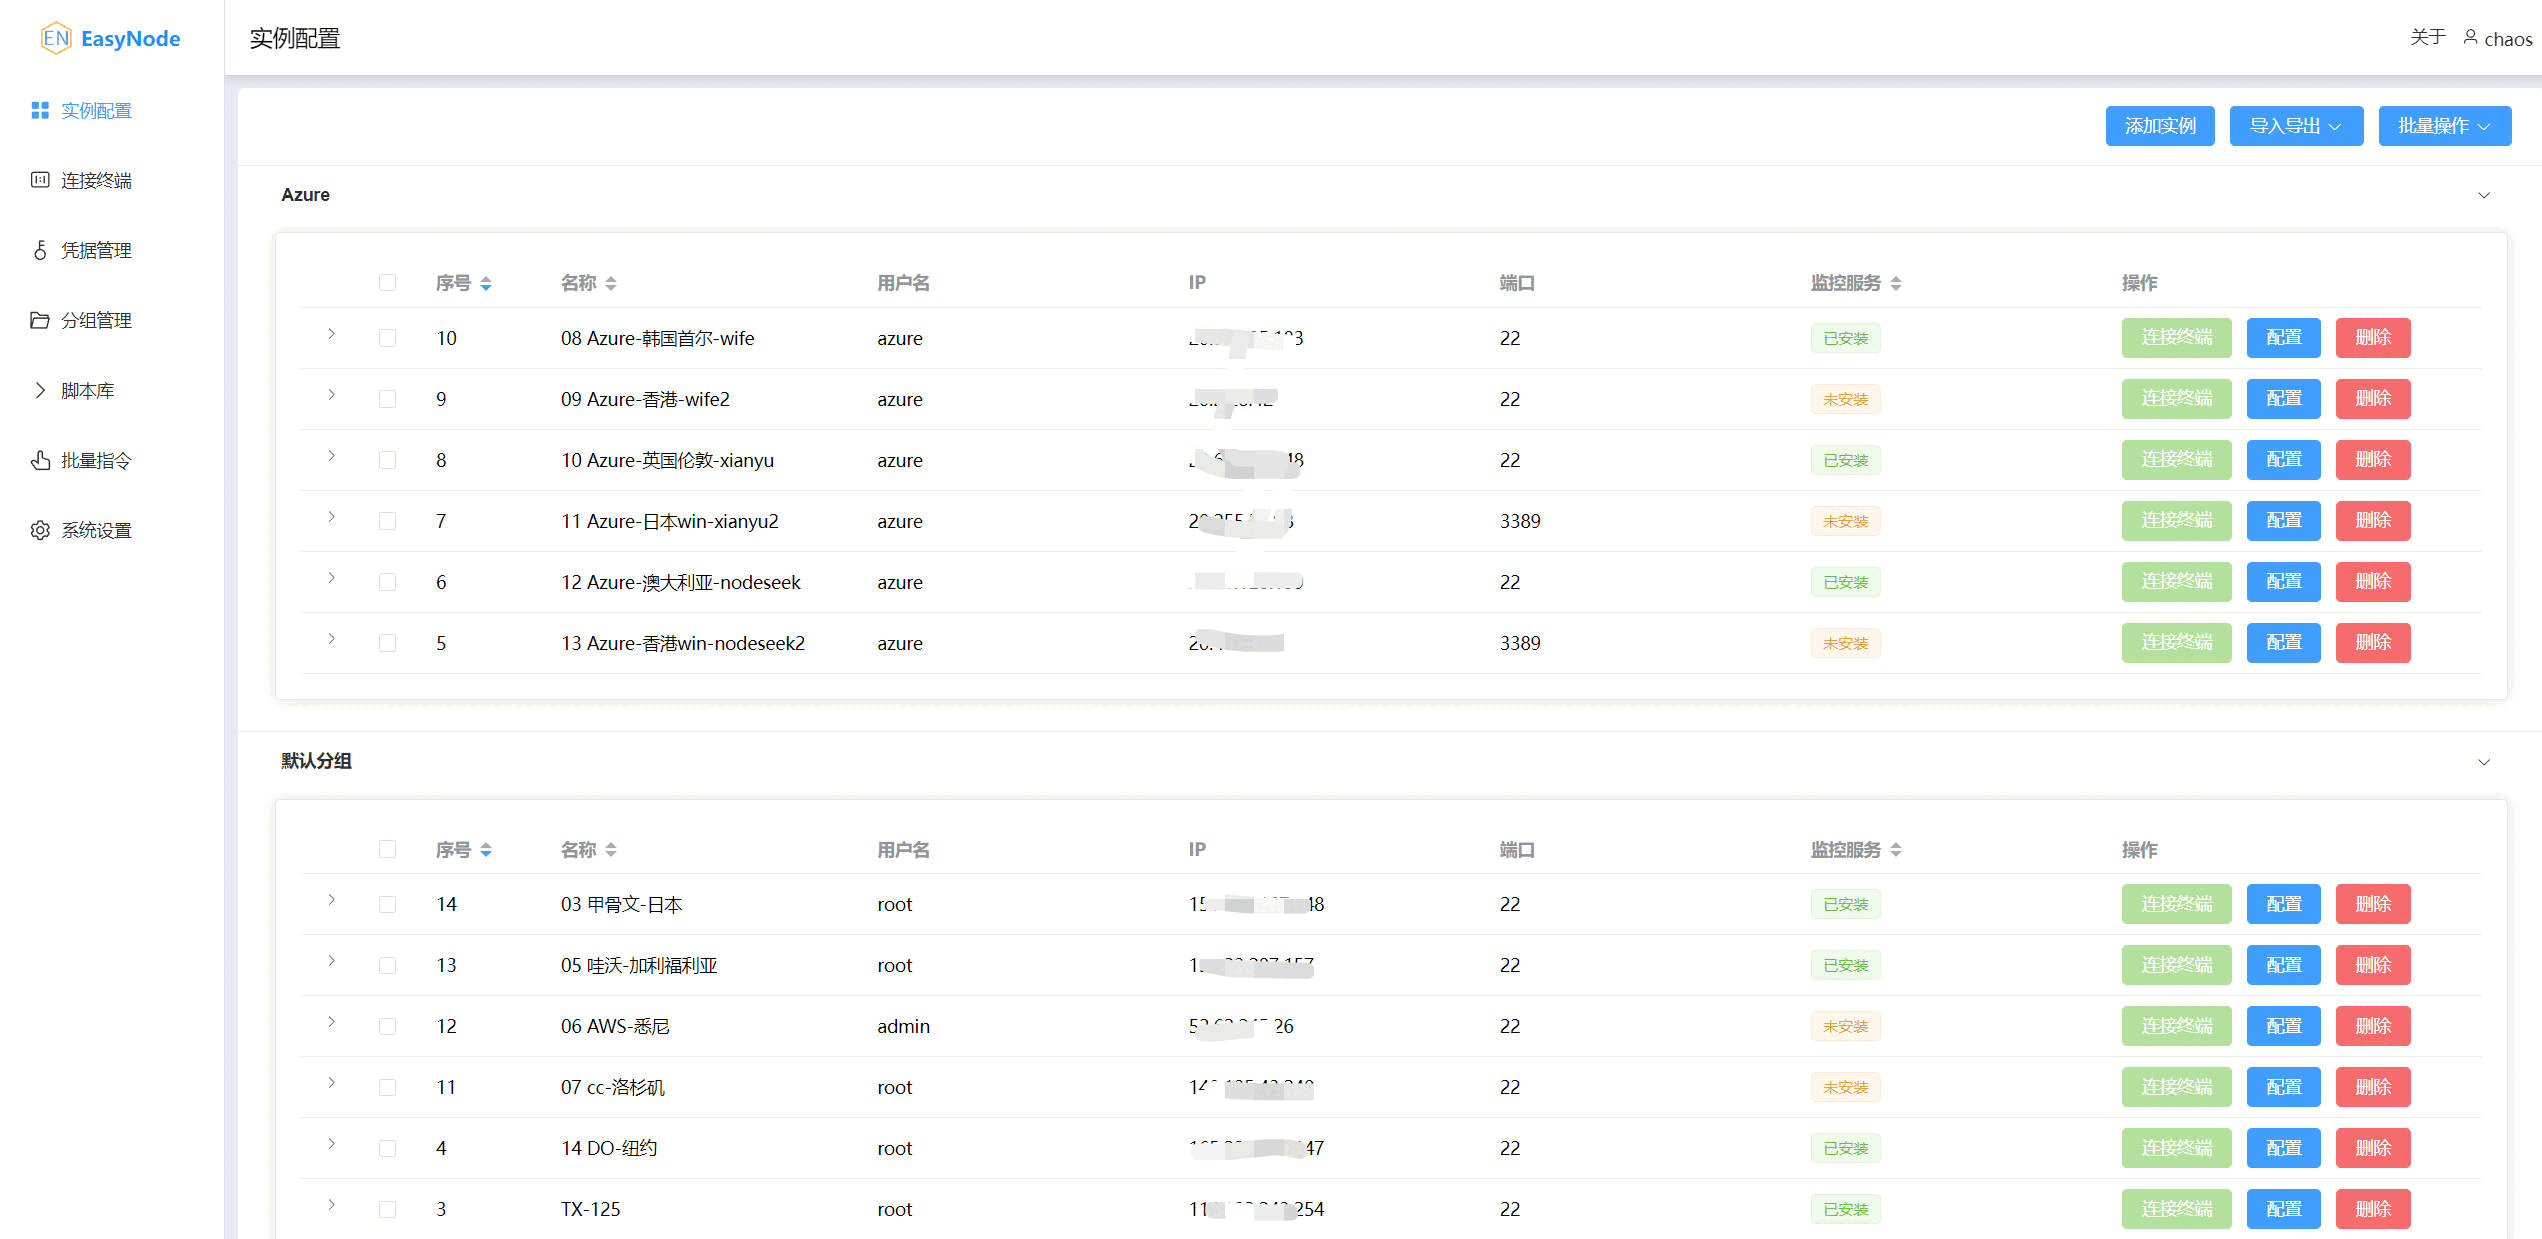 EN EasyNode
实例配置
连接终端
凭据管理
分组管理
脚本库
批量指令
系统设置
实例配置
关于 chaos
添加实例 导入导出 批量操作
Azure
序号 名称 用户名 IP 端口 监控服务 操作
10 08 Azure-韩国首尔-wife azure 22 已安装 连接终端 配置 删除
9 09 Azure-香港-wife2 azure 22 未安装 连接终端 配置 删除
8 10 Azure-英国伦敦-xianyu azure 22 已安装 连接终端 配置 删除
7 11 Azure-日本win-xianyu2 azure 3389 未安装 连接终端 配置 删除
6 12 Azure-澳大利亚-nodeseek azure 22 已安装 连接终端 配置 删除
5 13 Azure-香港win-nodeseek2 azure 3389 未安装 连接终端 配置 删除
默认分组
序号 名称 用户名 IP 端口 监控服务 操作
14 03 甲骨文-日本 root 22 已安装 连接终端 配置 删除
13 05 哇沃-加利福利亚 root 22 已安装 连接终端 配置 删除
12 06 AWS-悉尼 admin 22 未安装 连接终端 配置 删除
11 07 cc-洛杉矶 root 22 未安装 连接终端 配置 删除
4 14 DO-纽约 root 22 已安装 连接终端 配置 删除
3 TX-125 root 22 已安装 连接终端 配置 删除